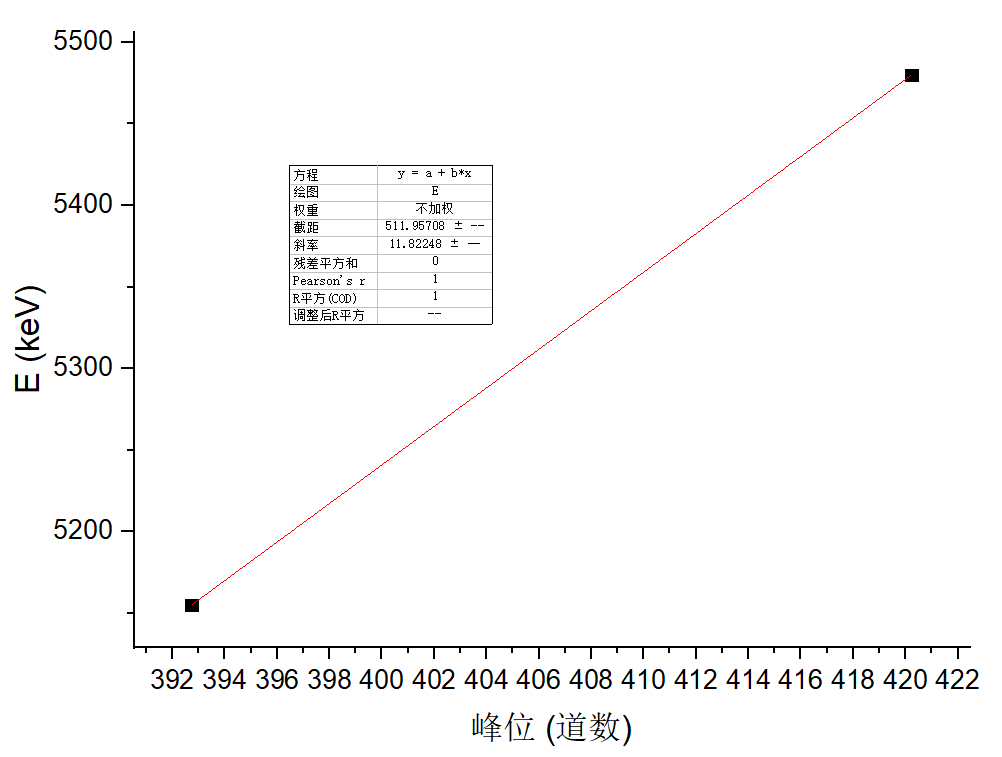 5500
5400
5300
5200
E (keV)
方程 y = a + b*x
绘图 E
权重 不加权
截距 511.95708 ± --
斜率 11.82248 ± --
残差平方和 0
Pearson's r 1
R平方(COD) 1
调整后R平方 --
392 394 396 398 400 402 404 406 408 410 412 414 416 418 420 422
峰位 (道数)